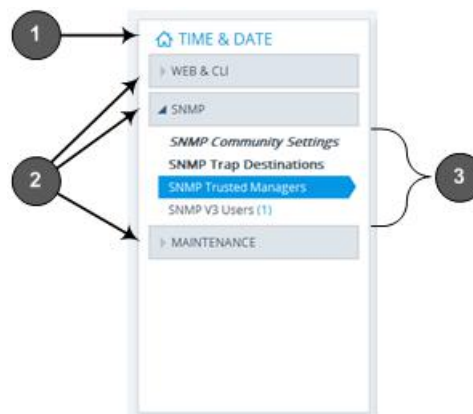 1
TIME & DATE
WEB & CLI
SNMP
SNMP Community Settings
SNMP Trap Destinations
2
SNMP Trusted Managers
3
SNMP V3 Users (1)
MAINTENANCE